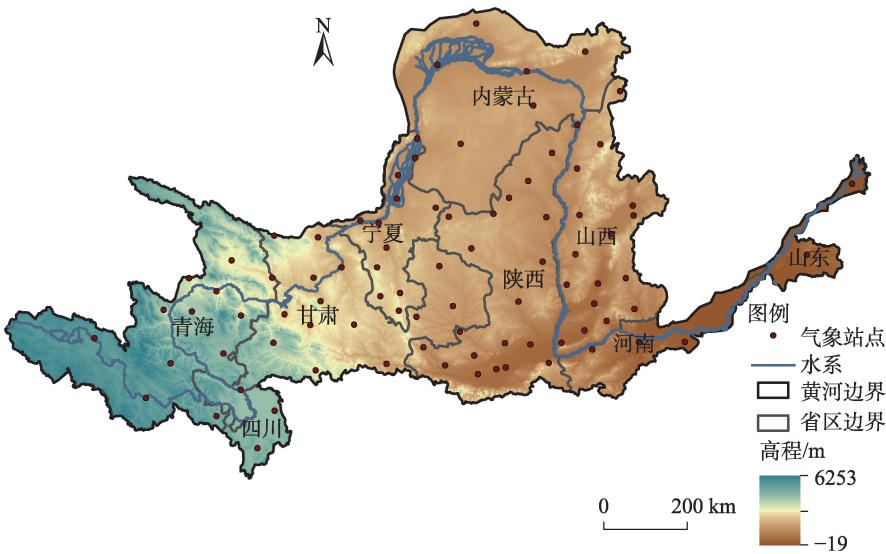 N
内蒙古
宁夏
山西
山东
陕西
甘肃
青海
河南
四川
图例
气象站点
水系
黄河边界
省区边界
高程/m
6253
−19
0 200 km